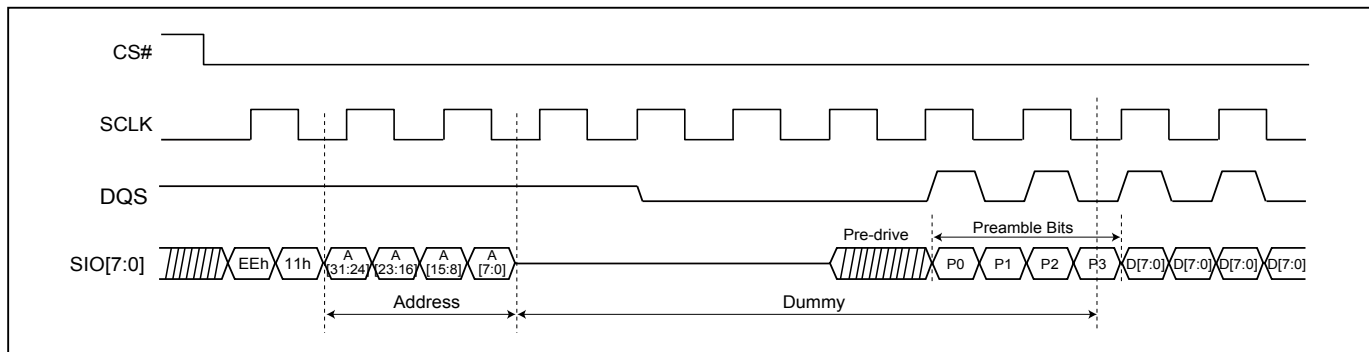 CS#
SCLK
DQS
Pre-drive
Preamble Bits
SIO[7:0]
EEh
11h
A
[31:24]
A
[23:16]
A
[15:8]
A
[7:0]
P0
P1
P2
P3
D[7:0]
D[7:0]
D[7:0]
D[7:0]
Address
Dummy